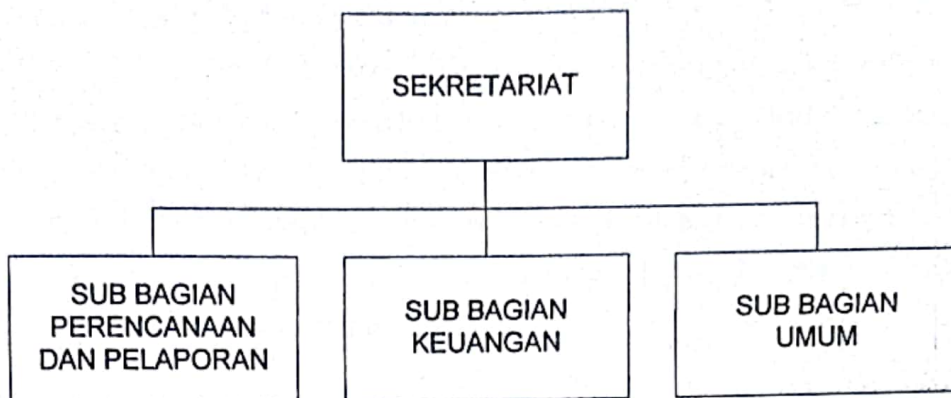 SEKRETARIAT
SUB BAGIAN
PERENCANAAN
DAN PELAPORAN
SUB BAGIAN
KEUANGAN
SUB BAGIAN
UMUM